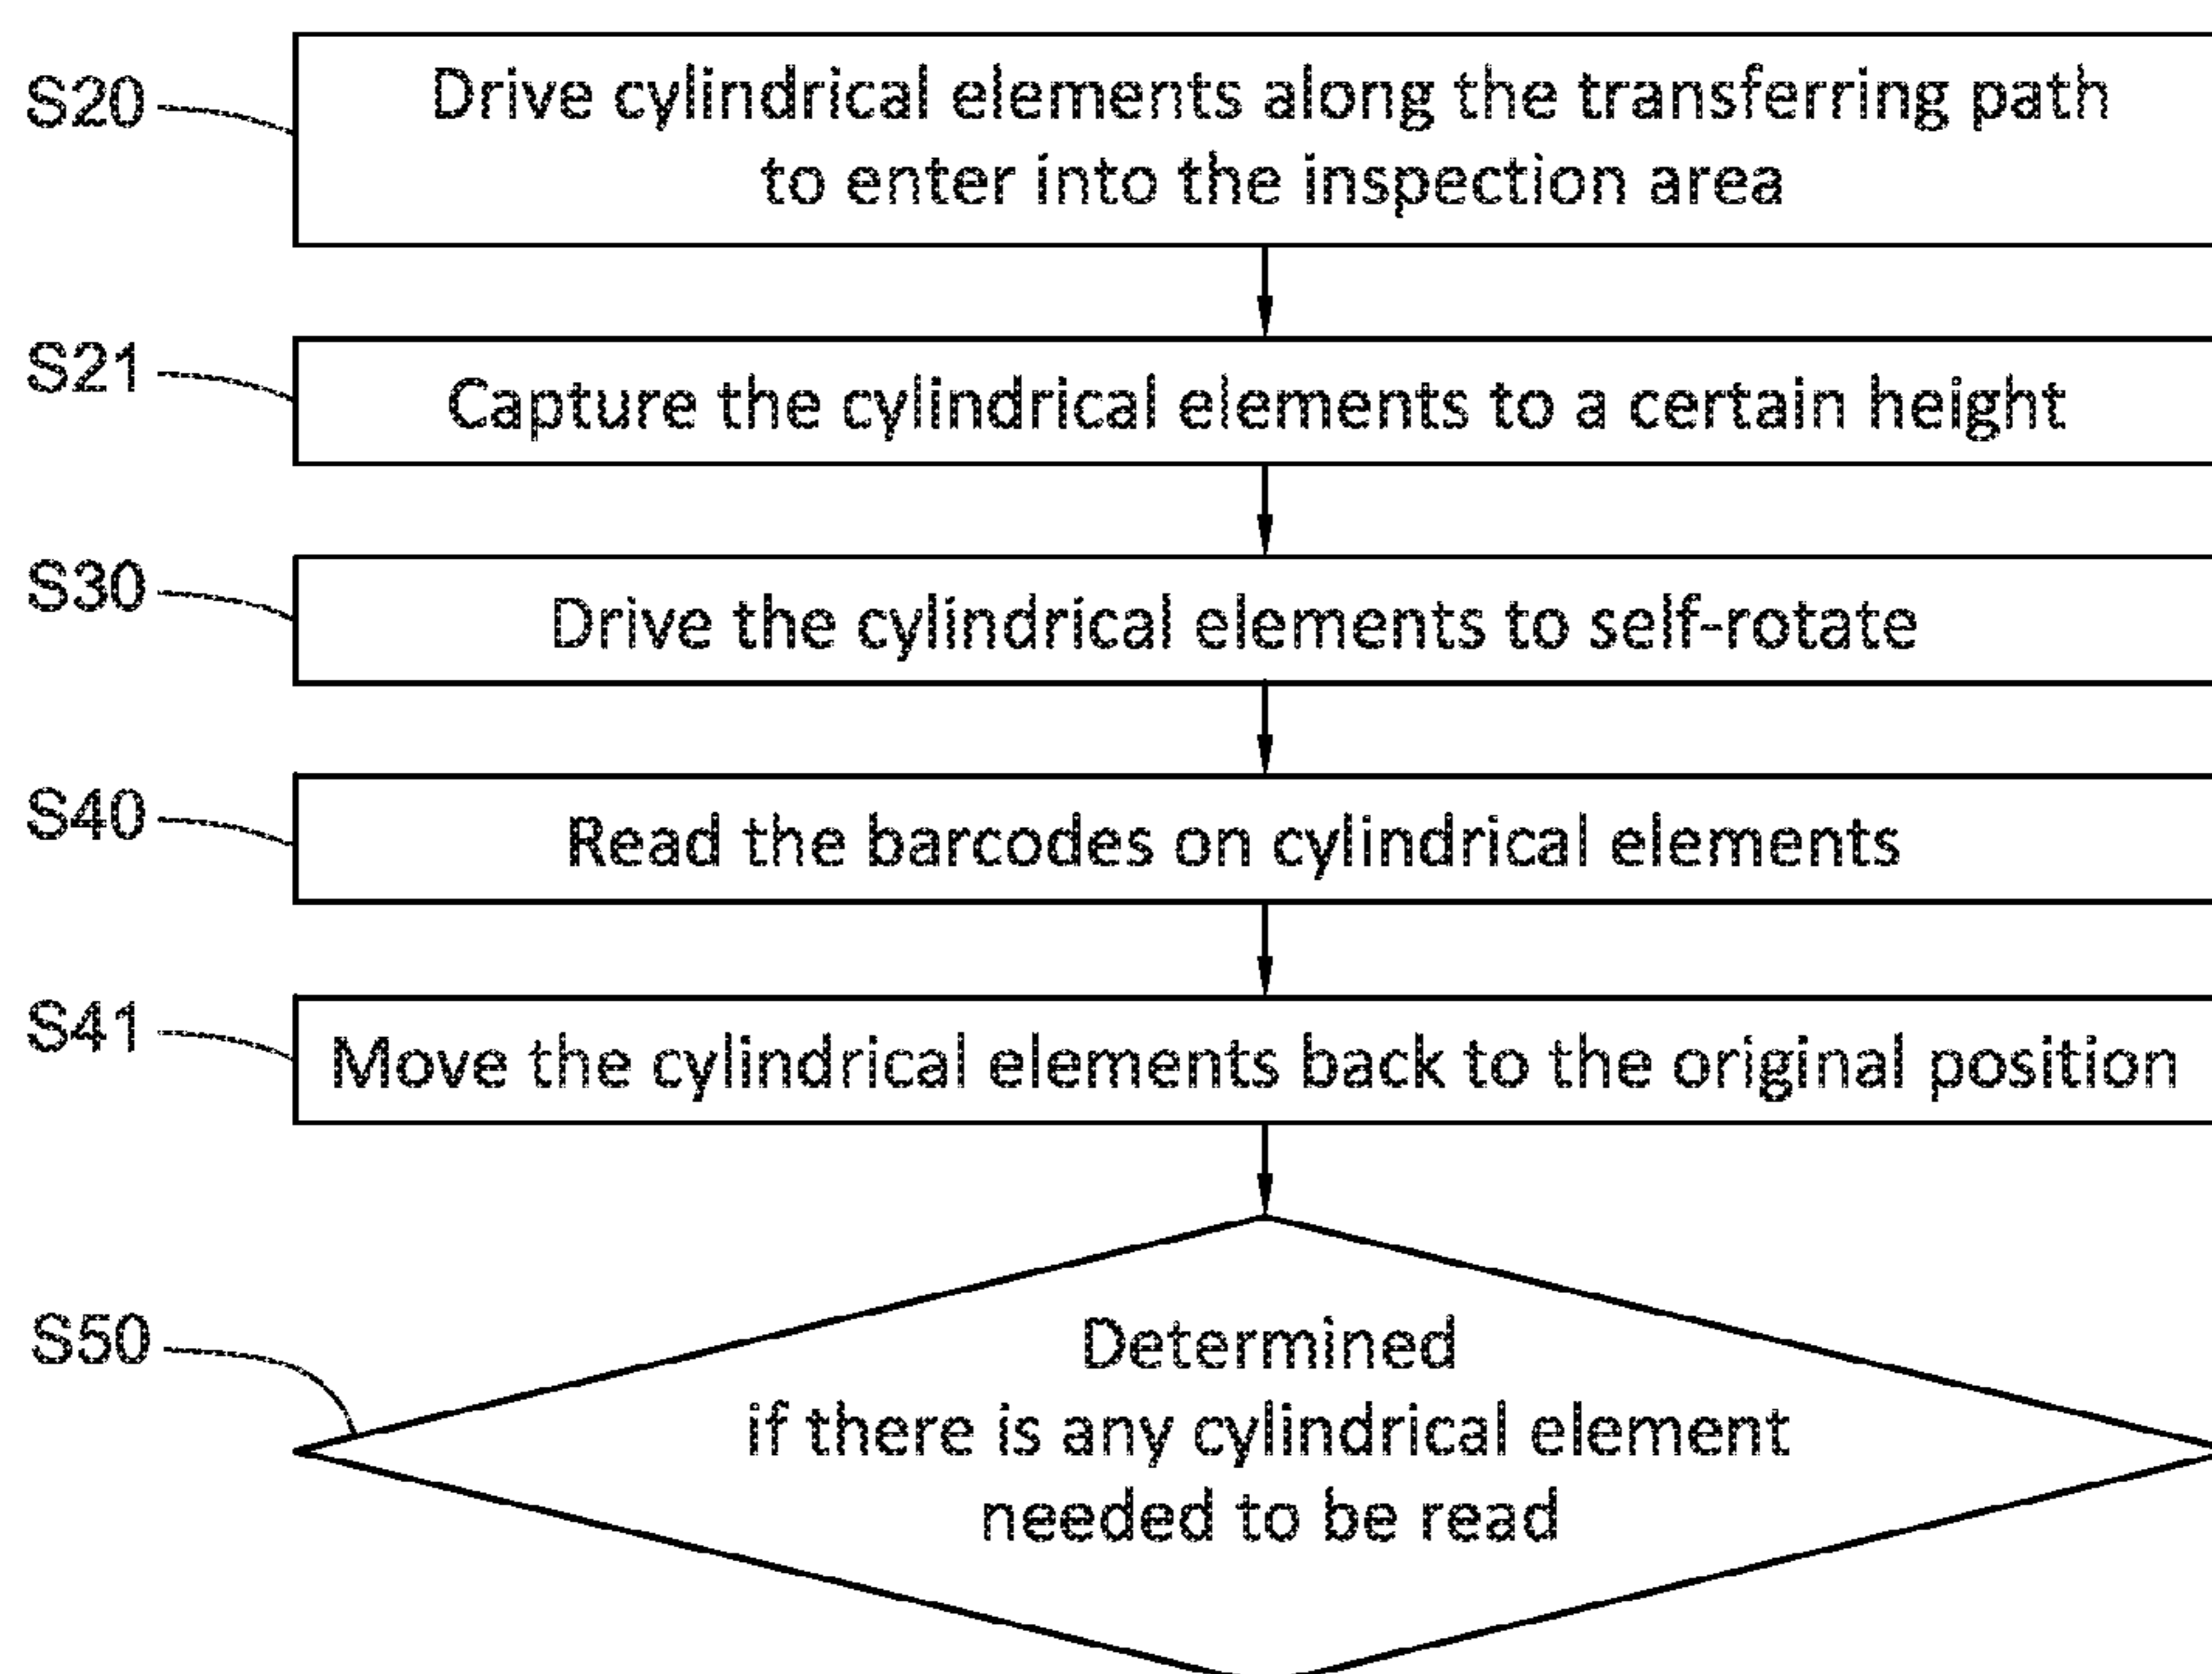 S20
Drive cylindrical elements along the transferring path
to enter into the inspection area
S21
Capture the cylindrical elements to a certain height
S30
Drive the cylindrical elements to self-rotate
S40
Read the barcodes on cylindrical elements
S41
Move the cylindrical elements back to the original position
S50
Determined
if there is any cylindrical element
needed to be read